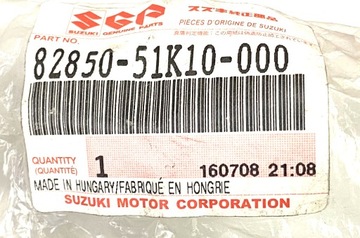 SGP
SUZUKI GENUINE PARTS
スズキ純正部品
PIÈCES D'ORIGINE DE SUZUKI
PART NO.
82850-51K10-000
QUANTITY
(QUANTITÉ)
1
160708 21:08
MADE IN HUNGARY/FABRIQUÉ EN HONGRIE
SUZUKI MOTOR CORPORATION